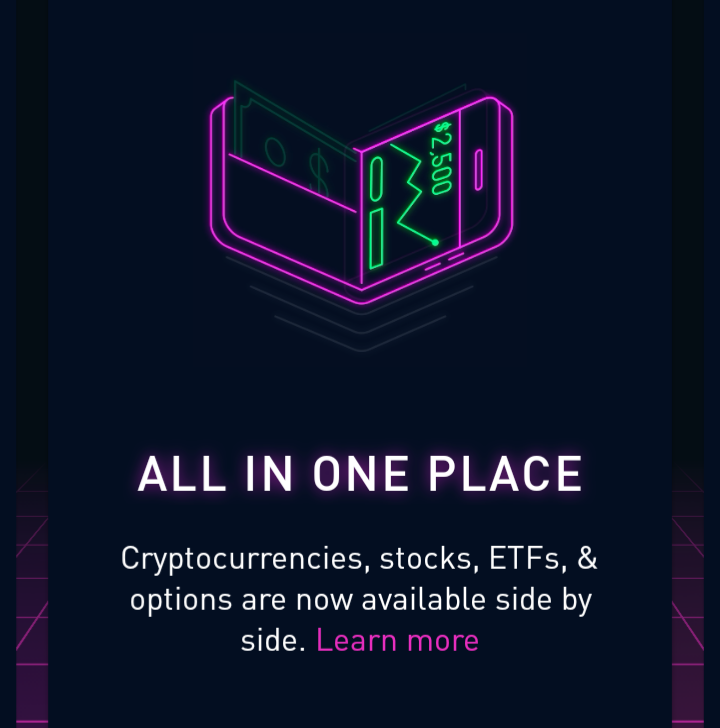 $2,500
$
ALL IN ONE PLACE
Cryptocurrencies, stocks, ETFs, &
options are now available side by
side. Learn more